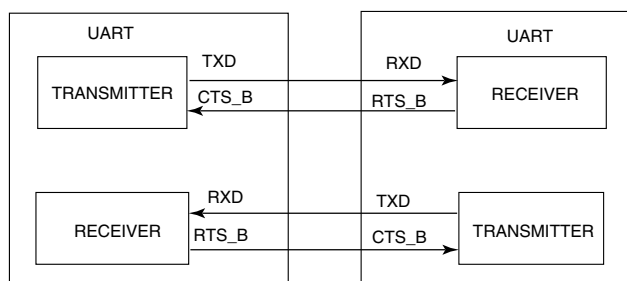 UART UART
TXD RXD
TRANSMITTER CTS_B RTS_B RECEIVER
RXD TXD
RECEIVER RTS_B CTS_B TRANSMITTER